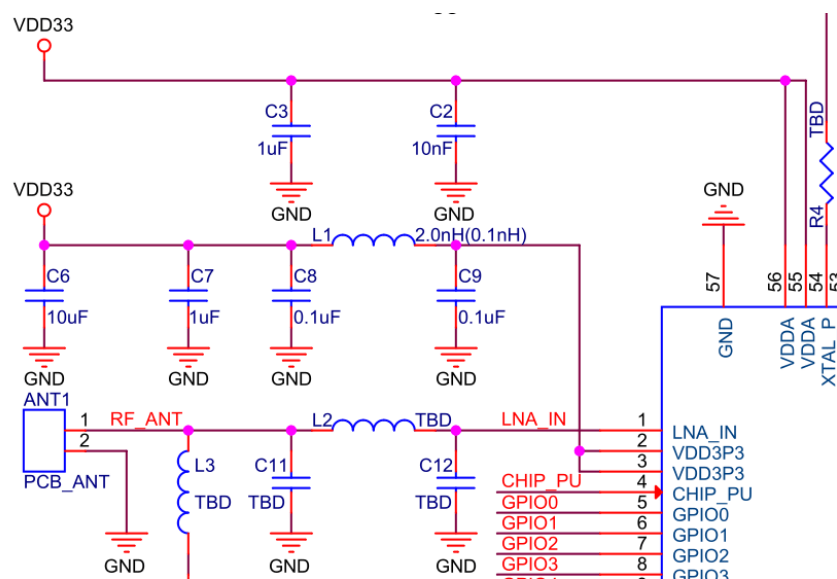 VDD33
C3
1uF
GND
C2
10nF
GND
TBD
R4
VDD33
L1
2.0nH(0.1nH)
C6
10uF
GND
C7
1uF
GND
C8
0.1uF
GND
C9
0.1uF
GND
GND
57
56
55
54
53
GND
VDDA
VDDA
XTAL_P
ANT1
1
2
PCB_ANT
RF_ANT
GND
L3
TBD
C11
TBD
GND
L2
TBD
C12
TBD
GND
LNA_IN
1
LNA_IN
2
VDD3P3
3
VDD3P3
CHIP_PU
4
CHIP_PU
GPIO0
5
GPIO0
GPIO1
6
GPIO1
GPIO2
7
GPIO2
GPIO3
8
GPIO3